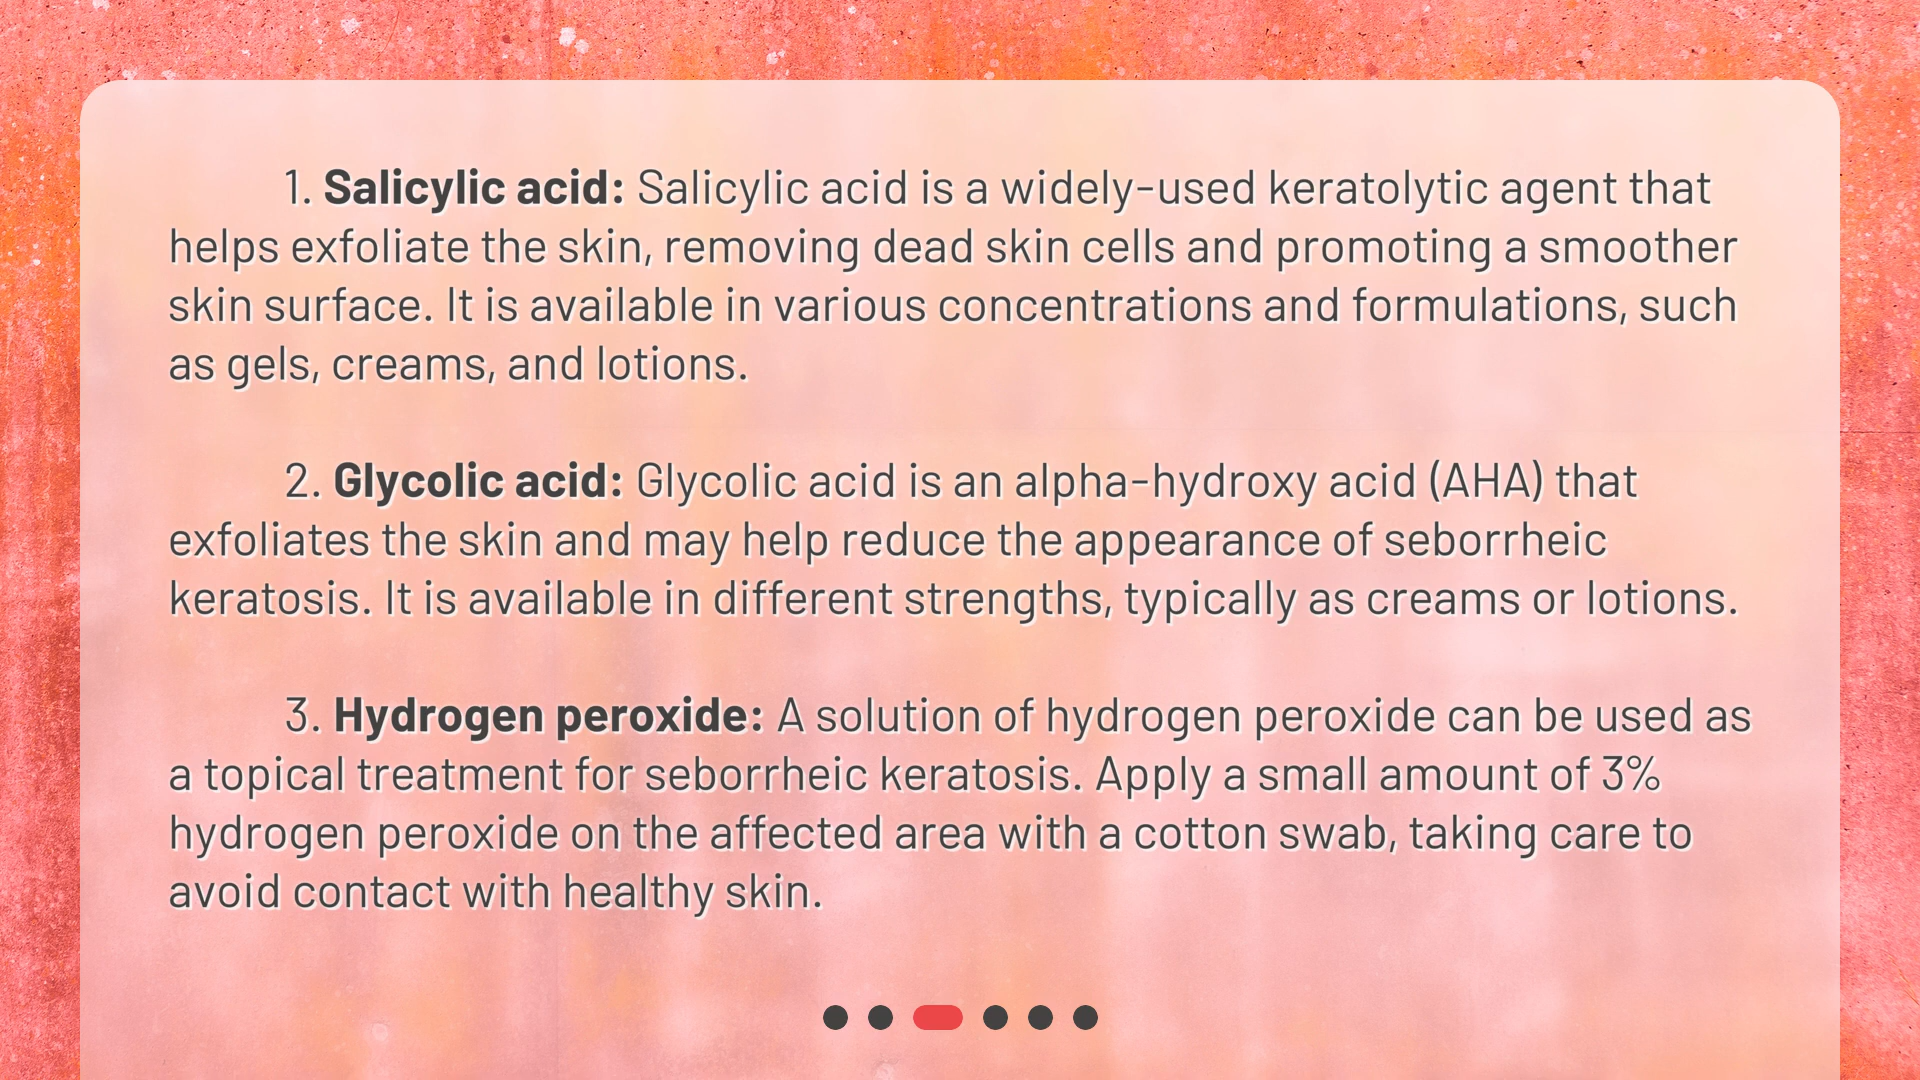 1. Salicylic acid: Salicylic acid is a widely-used keratolytic agent that
helps exfoliate the skin, removing dead skin cells and promoting a smoother
skin surface. It is available in various concentrations and formulations, such
as gels, creams, and lotions.
2. Glycolic acid: Glycolic acid is an alpha-hydroxy acid (AHA) that
exfoliates the skin and may help reduce the appearance of seborrheic
keratosis. It is available in different strengths, typically as creams or lotions.
3. Hydrogen peroxide: A solution of hydrogen peroxide can be used as
a topical treatment for seborrheic keratosis. Apply a small amount of 3%
hydrogen peroxide on the affected area with a cotton swab, taking care to
avoid contact with healthy skin.